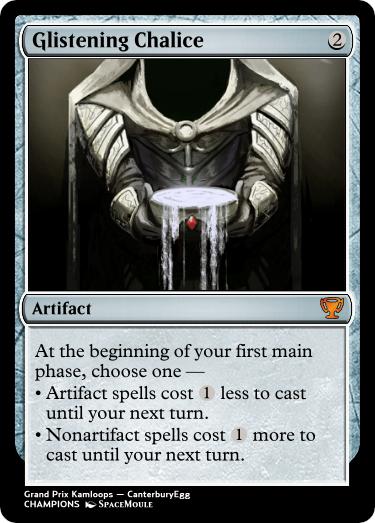 Glistening Chalice 2
Artifact
At the beginning of your first main
phase, choose one —
• Artifact spells cost 1 less to cast
until your next turn.
• Nonartifact spells cost 1 more to
cast until your next turn.
Grand Prix Kamloops — CanterburyEgg
CHAMPIONS SpaceMoule